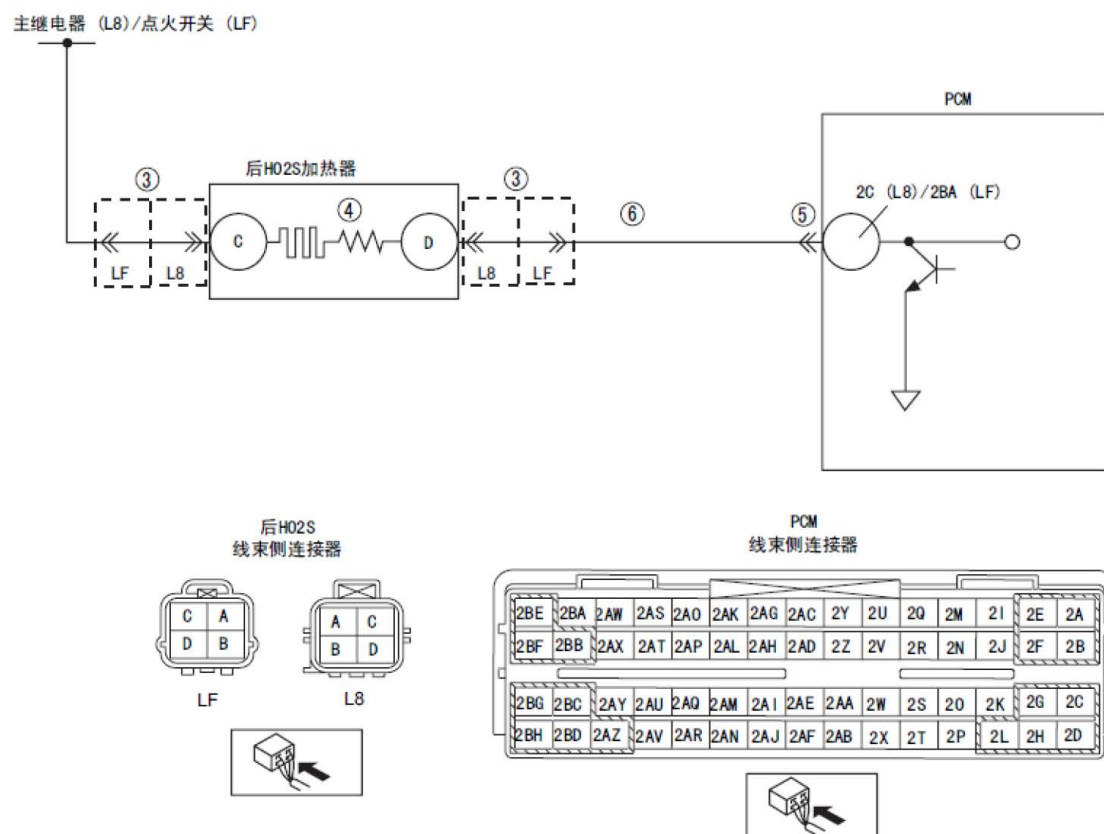 主继电器 (L8)/点火开关 (LF)
PCM
后HO2S加热器
③
④
③
⑥
⑤
2C (L8)/2BA (LF)
C
D
LF
L8
L8
LF
后HO2S
线束侧连接器
PCM
线束侧连接器
C A
D B
LF
A C
B D
L8
2BE 2BA 2AW 2AS 2AO 2AK 2AG 2AC 2Y 2U 2Q 2M 2I 2E 2A
2BF 2BB 2AX 2AT 2AP 2AL 2AH 2AD 2Z 2V 2R 2N 2J 2F 2B
2BG 2BC 2AY 2AU 2AQ 2AM 2AI 2AE 2AA 2W 2S 2O 2K 2G 2C
2BH 2BD 2AZ 2AV 2AR 2AN 2AJ 2AF 2AB 2X 2T 2P 2L 2H 2D